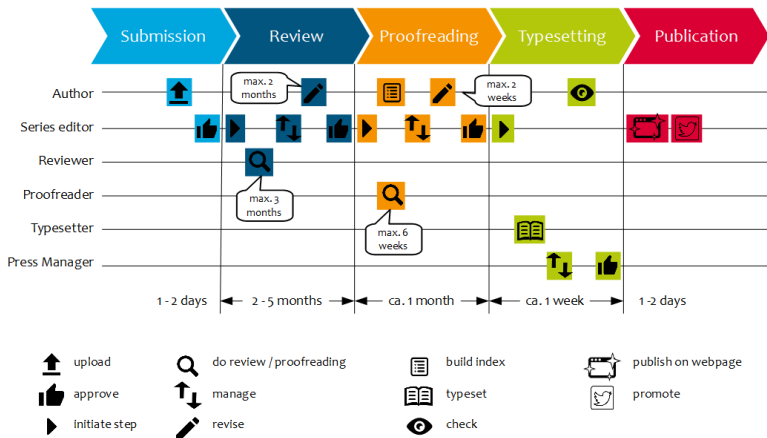 Submission
Review
Proofreading
Typesetting
Publication
Author
max. 2
months
max. 2
weeks
Series editor
Reviewer
max. 3
months
Proofreader
max. 6
weeks
Typesetter
Press Manager
1 - 2 days
2 - 5 months
ca. 1 month
ca. 1 week
1 -2 days
upload
do review / proofreading
build index
publish on webpage
approve
manage
typeset
promote
initiate step
revise
check